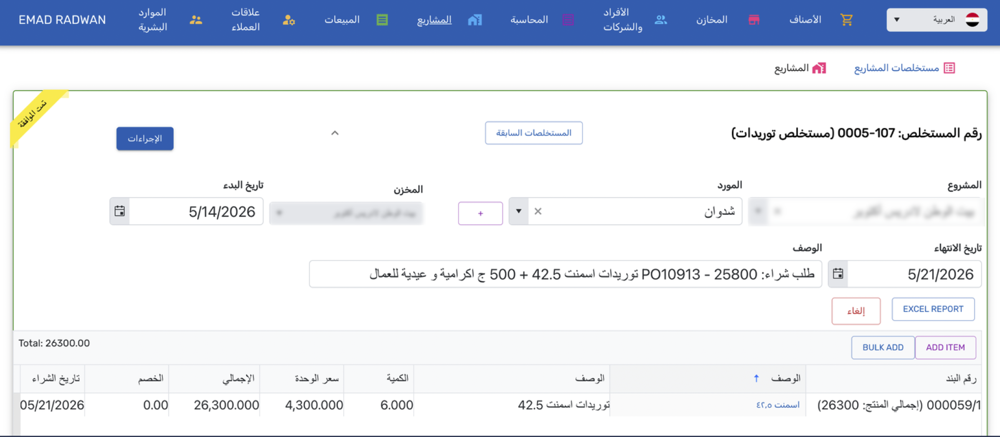 العربية
الأصناف
المخازن
الأفراد والشركات
المحاسبة
المشاريع
المبيعات
علاقات العملاء
الموارد البشرية
EMAD RADWAN
مستخلصات المشاريع
المشاريع
تمت الموافقة
رقم المستخلص: 107-0005 (مستخلص توريدات)
المستخلصات السابقة
الإجراءات
المشروع
المورد
شدوان
+
المخزن
تاريخ البدء
5/14/2026
تاريخ الانتهاء
5/21/2026
الوصف
طلب شراء: PO10913 - 25800 توريدات اسمنت 42.5 + 500 ج اكرامية و عيدية للعمال
EXCEL REPORT
إلغاء
ADD ITEM
BULK ADD
Total: 26300.00
رقم البند الوصف الوصف الكمية سعر الوحدة الإجمالي الخصم تاريخ الشراء
000059/1 (إجمالي المنتج: 26300) اسمنت ٤٢,٥ توريدات اسمنت 42.5 6.000 4,300.000 26,300.000 0.00 05/21/2026